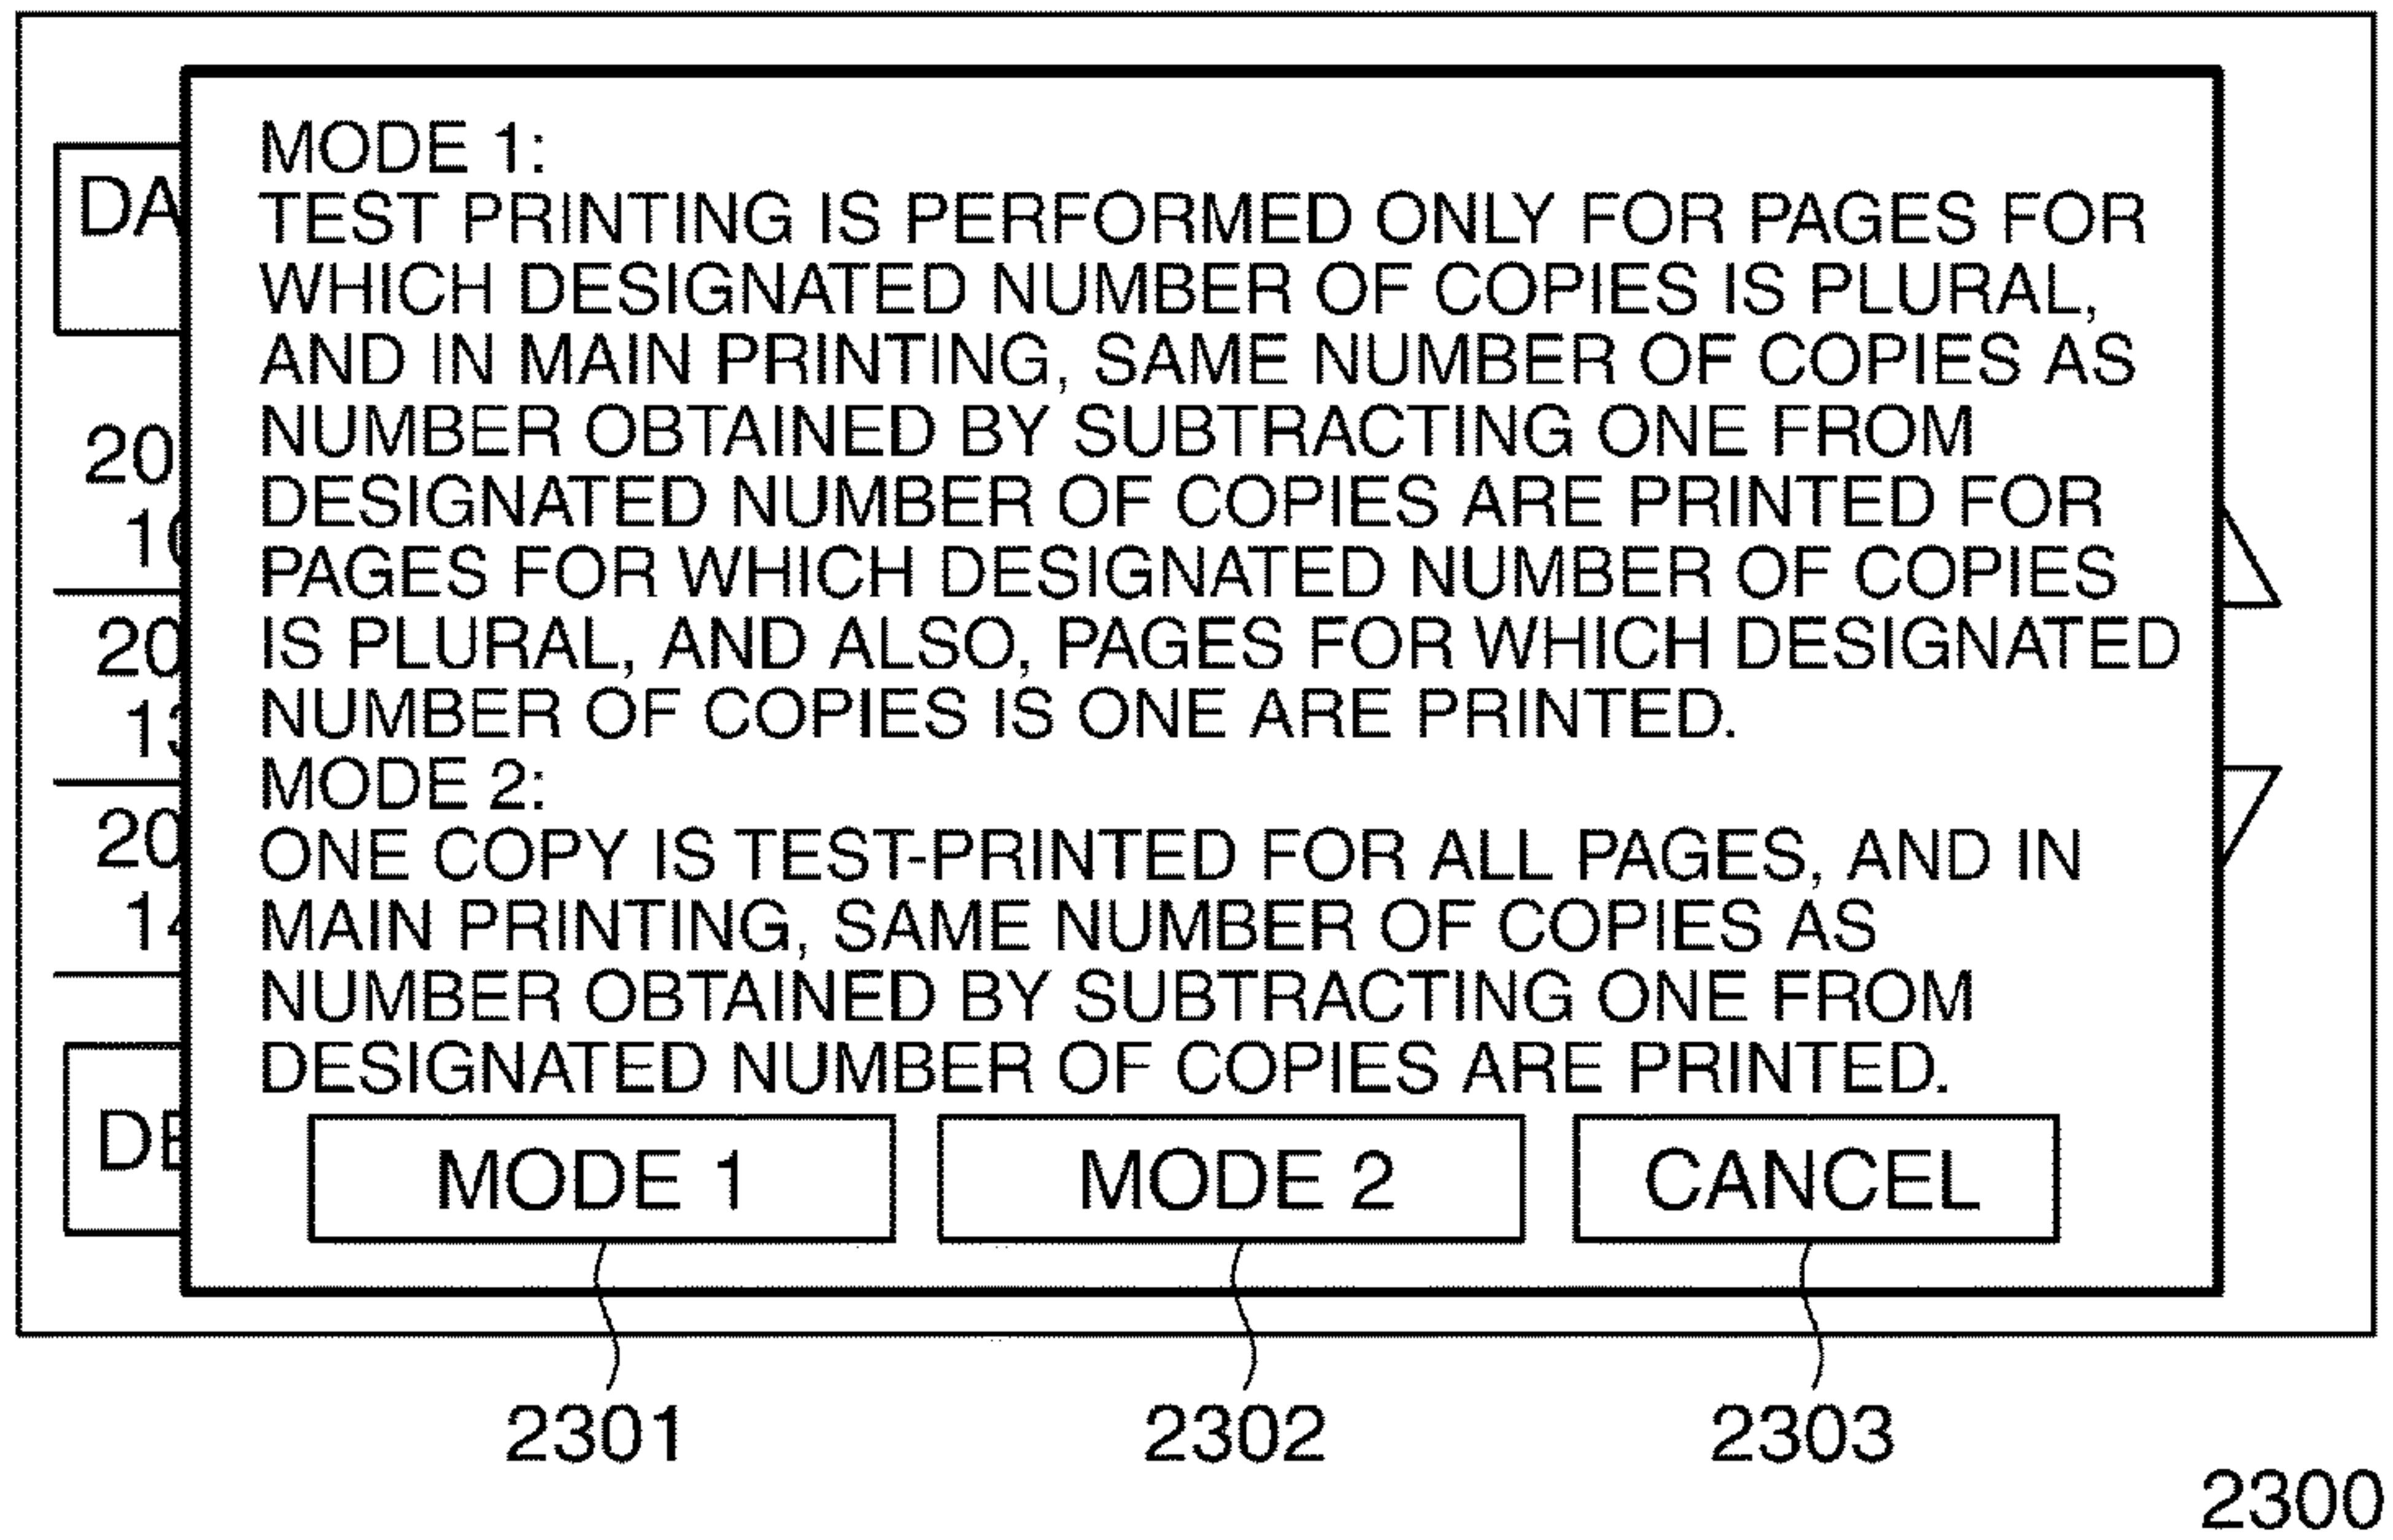 MODE 1:
TEST PRINTING IS PERFORMED ONLY FOR PAGES FOR
WHICH DESIGNATED NUMBER OF COPIES IS PLURAL,
AND IN MAIN PRINTING, SAME NUMBER OF COPIES AS
NUMBER OBTAINED BY SUBTRACTING ONE FROM
DESIGNATED NUMBER OF COPIES ARE PRINTED FOR
PAGES FOR WHICH DESIGNATED NUMBER OF COPIES
IS PLURAL, AND ALSO, PAGES FOR WHICH DESIGNATED
NUMBER OF COPIES IS ONE ARE PRINTED.
MODE 2:
ONE COPY IS TEST-PRINTED FOR ALL PAGES, AND IN
MAIN PRINTING, SAME NUMBER OF COPIES AS
NUMBER OBTAINED BY SUBTRACTING ONE FROM
DESIGNATED NUMBER OF COPIES ARE PRINTED.
MODE 1 MODE 2 CANCEL
2301 2302 2303
2300